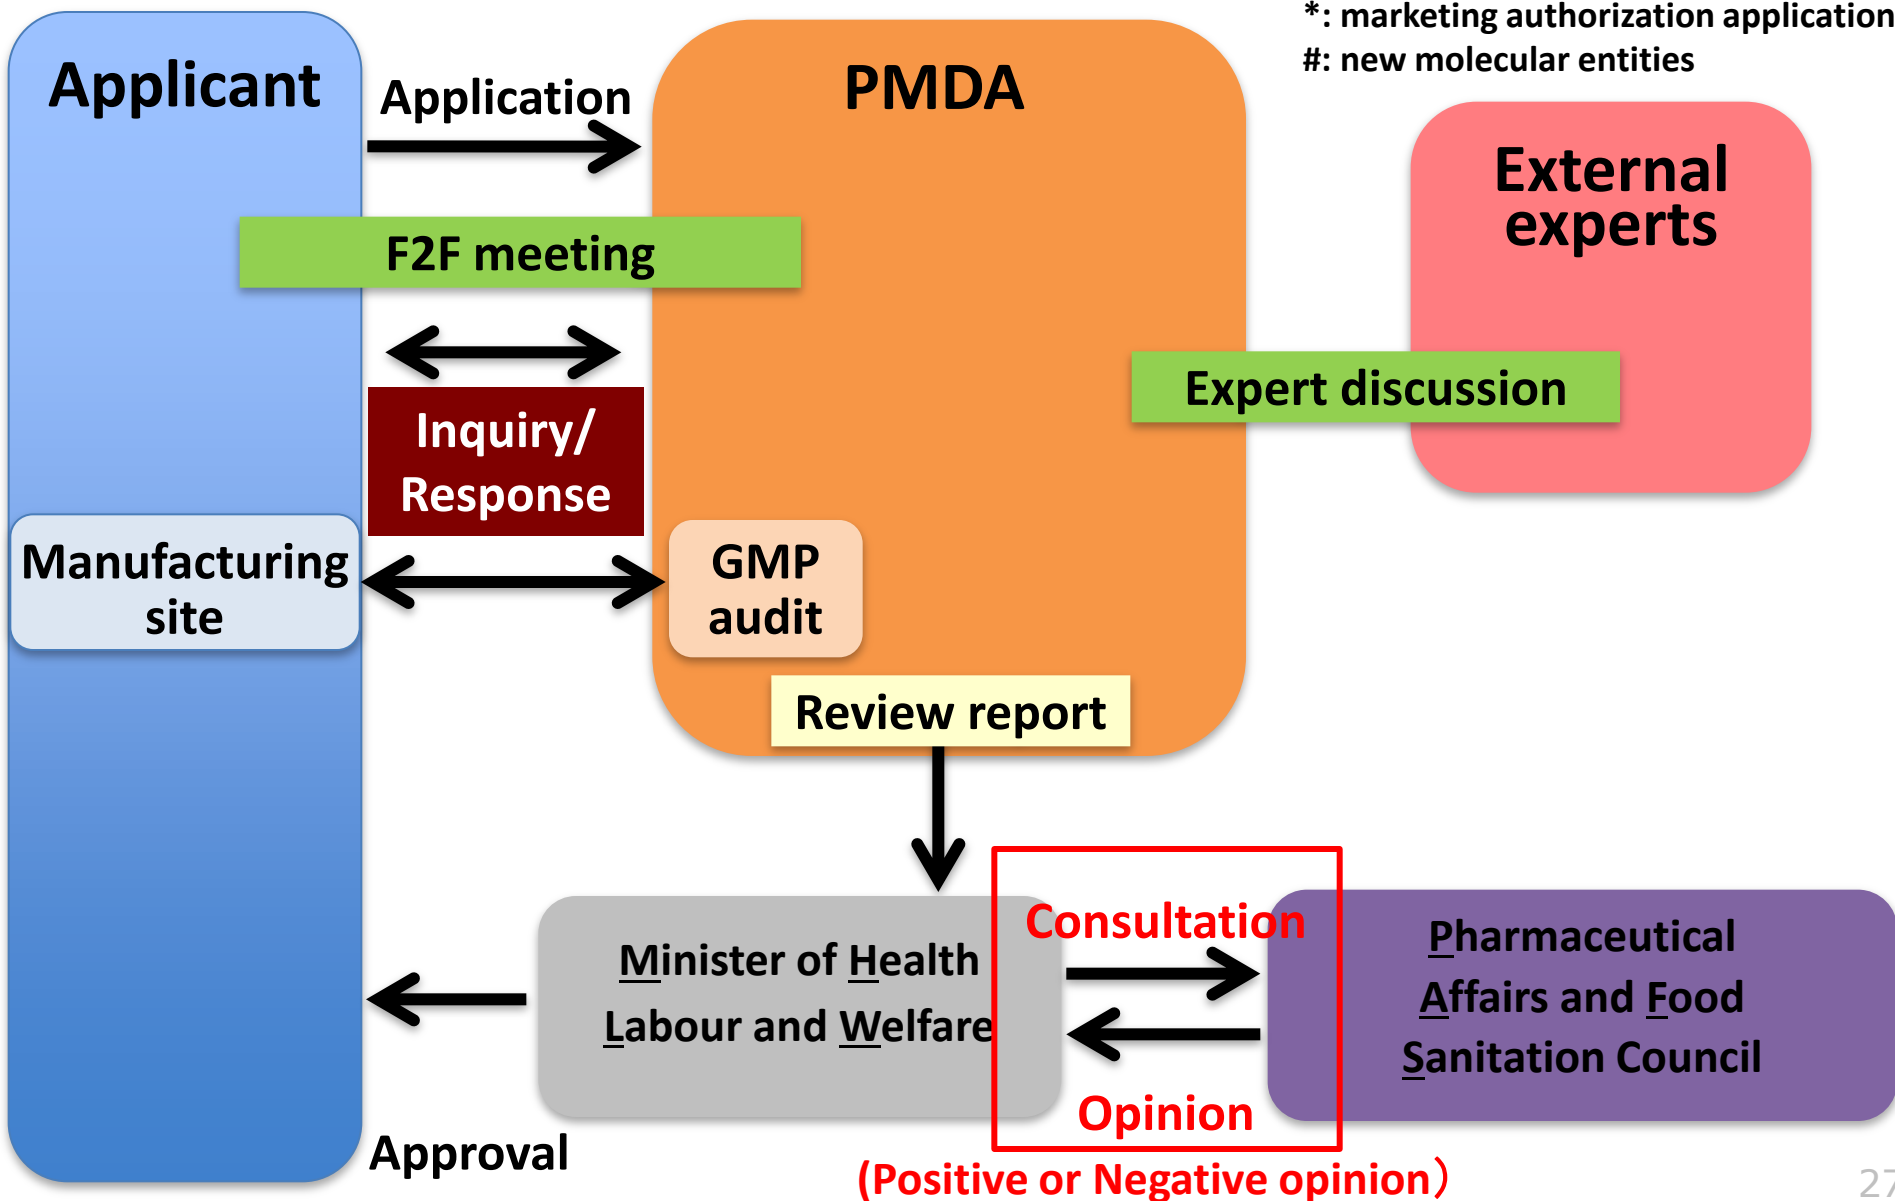 *: marketing authorization application
#: new molecular entities
Applicant
Application
PMDA
External
experts
F2F meeting
Expert discussion
Inquiry/
Response
Manufacturing
site
GMP
audit
Review report
Consultation
Minister of Health
Labour and Welfare
Pharmaceutical
Affairs and Food
Sanitation Council
Opinion
Approval
(Positive or Negative opinion）
27